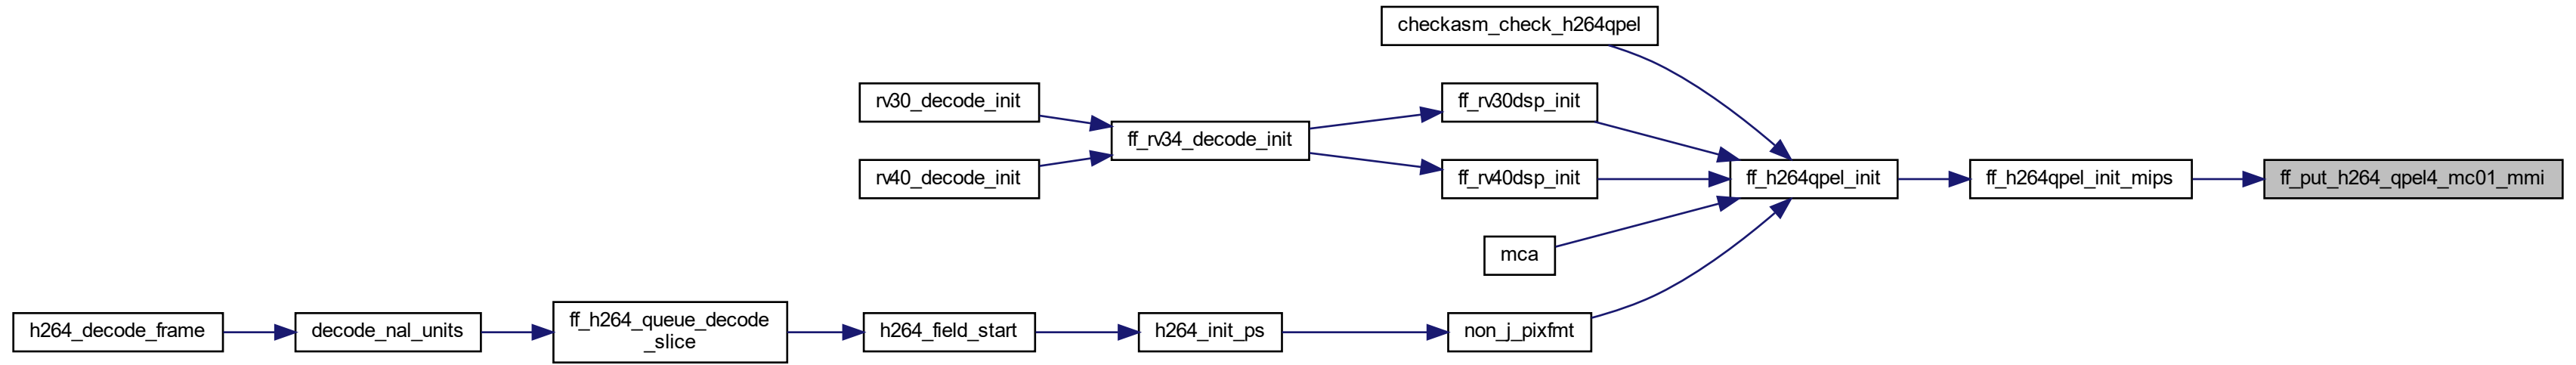 checkasm_check_h264qpel
rv30_decode_init
ff_rv30dsp_init
ff_rv34_decode_init
rv40_decode_init
ff_rv40dsp_init
ff_h264qpel_init
ff_h264qpel_init_mips
ff_put_h264_qpel4_mc01_mmi
mca
h264_decode_frame
decode_nal_units
ff_h264_queue_decode
_slice
h264_field_start
h264_init_ps
non_j_pixfmt